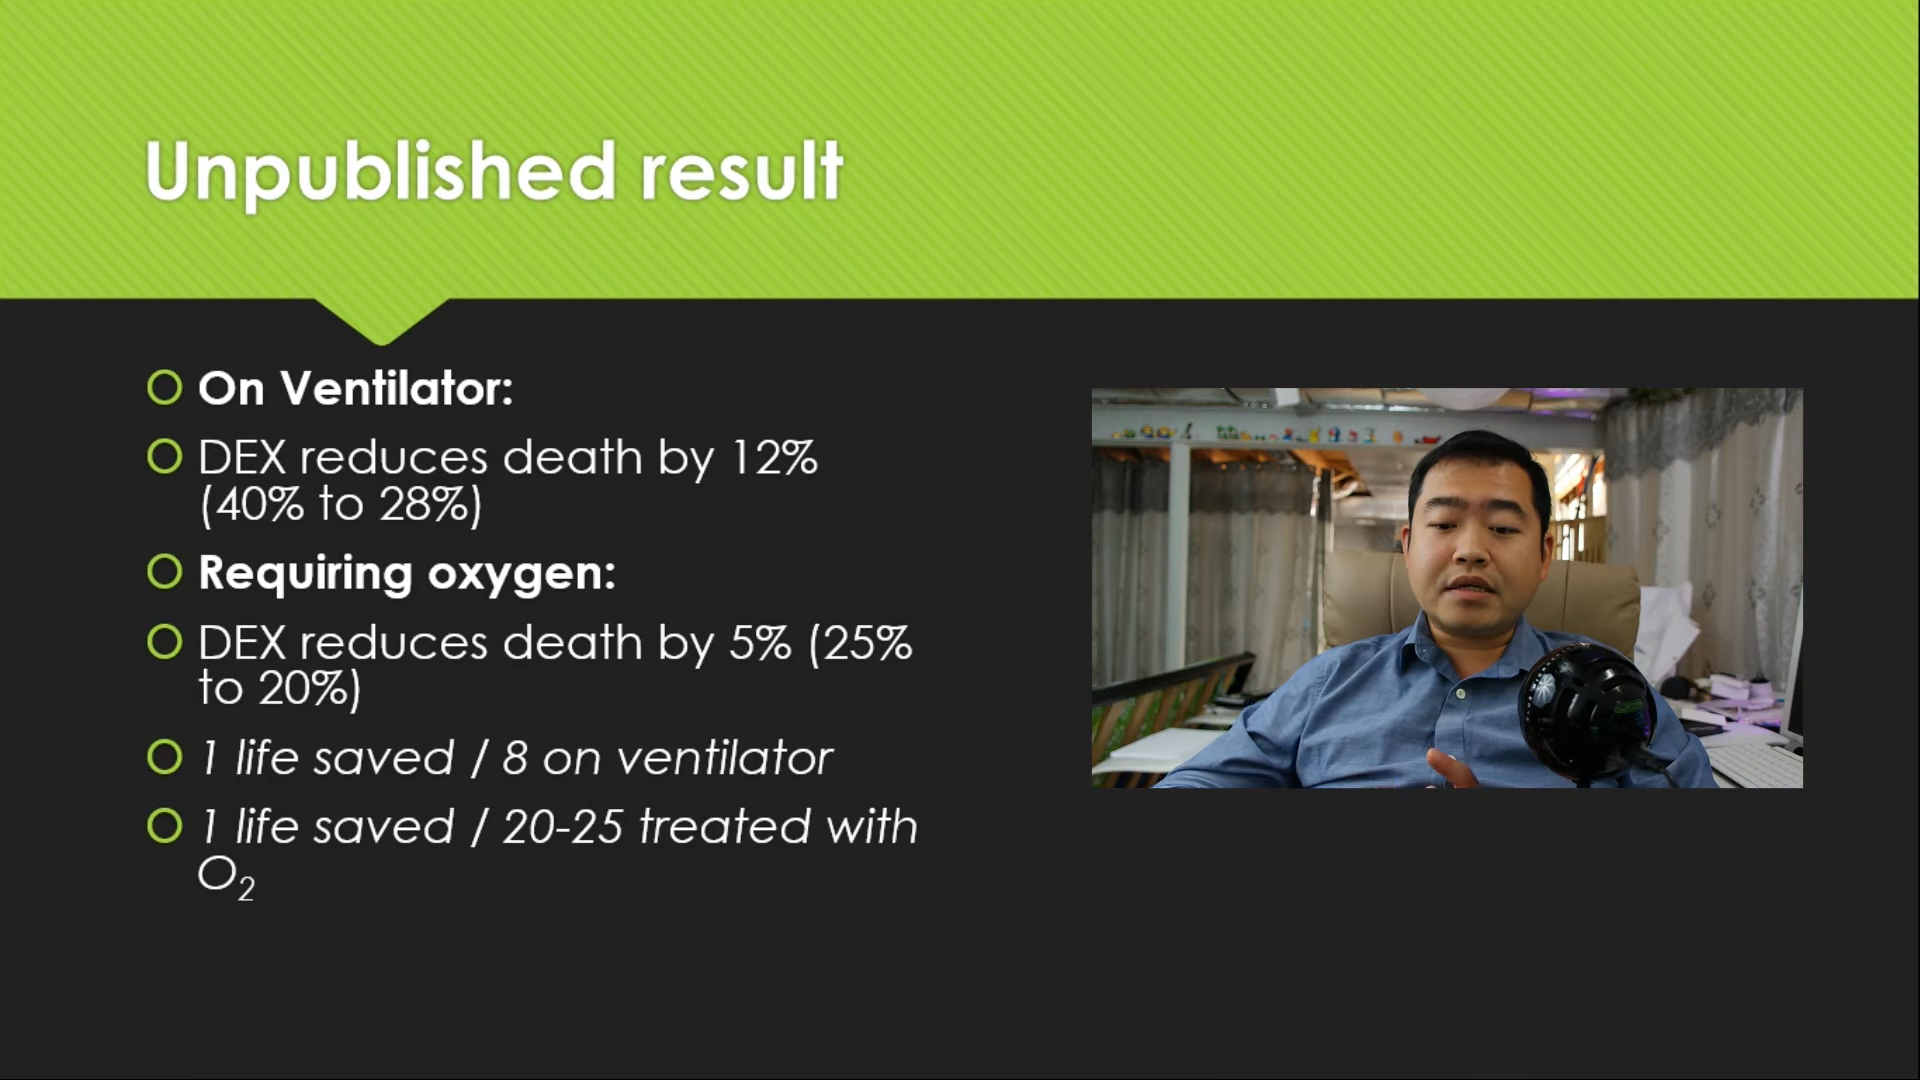 Unpublished result
On Ventilator:
DEX reduces death by 12%
(40% to 28%)
Requiring oxygen:
DEX reduces death by 5% (25%
to 20%)
1 life saved / 8 on ventilator
1 life saved / 20-25 treated with
O₂